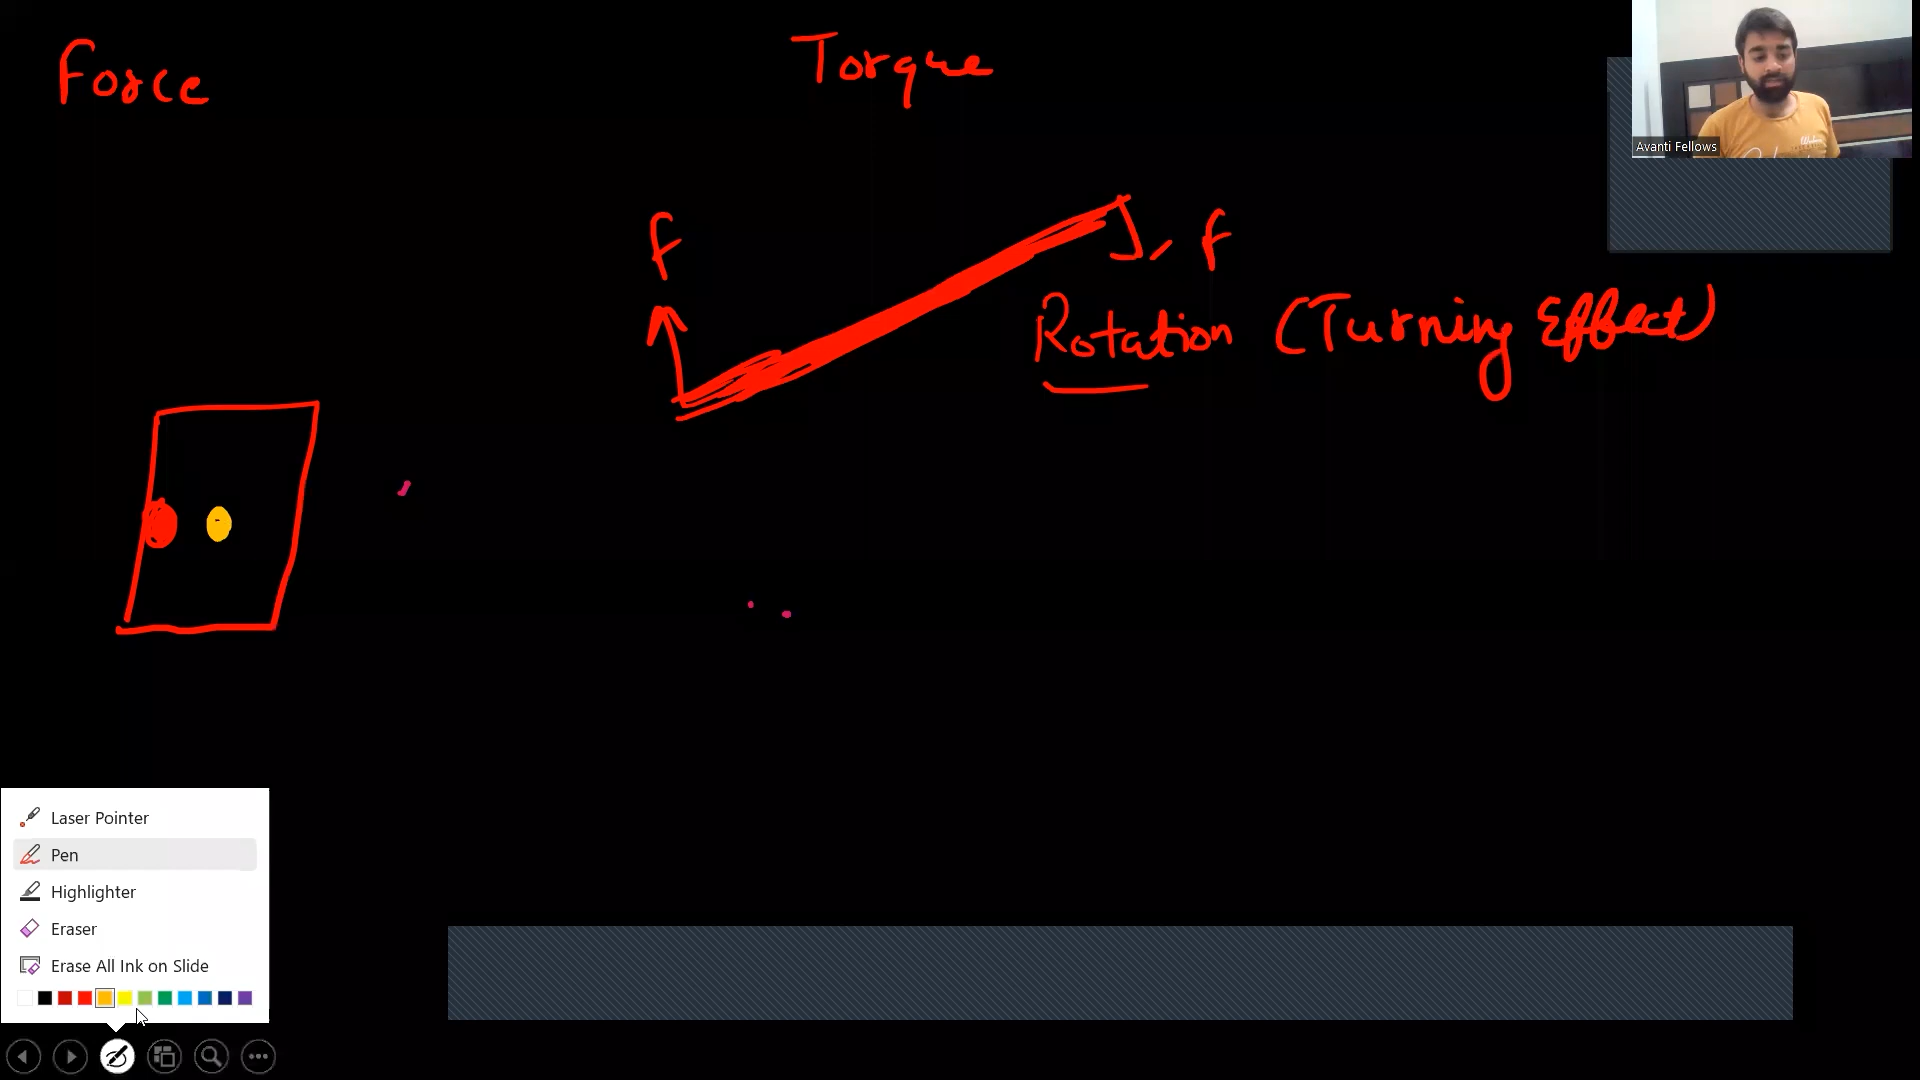 Force
Torque
Avanti Fellows
f
f
Rotation (Turning Effect)
Laser Pointer
Pen
Highlighter
Eraser
Erase All Ink on Slide